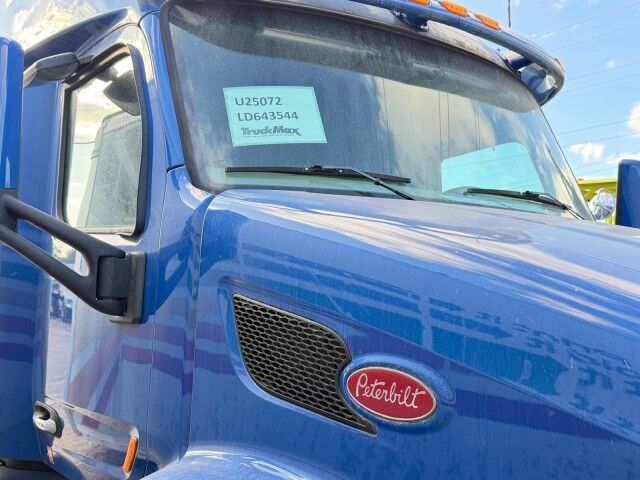 U25072
LD643544
TruckMax
Peterbilt